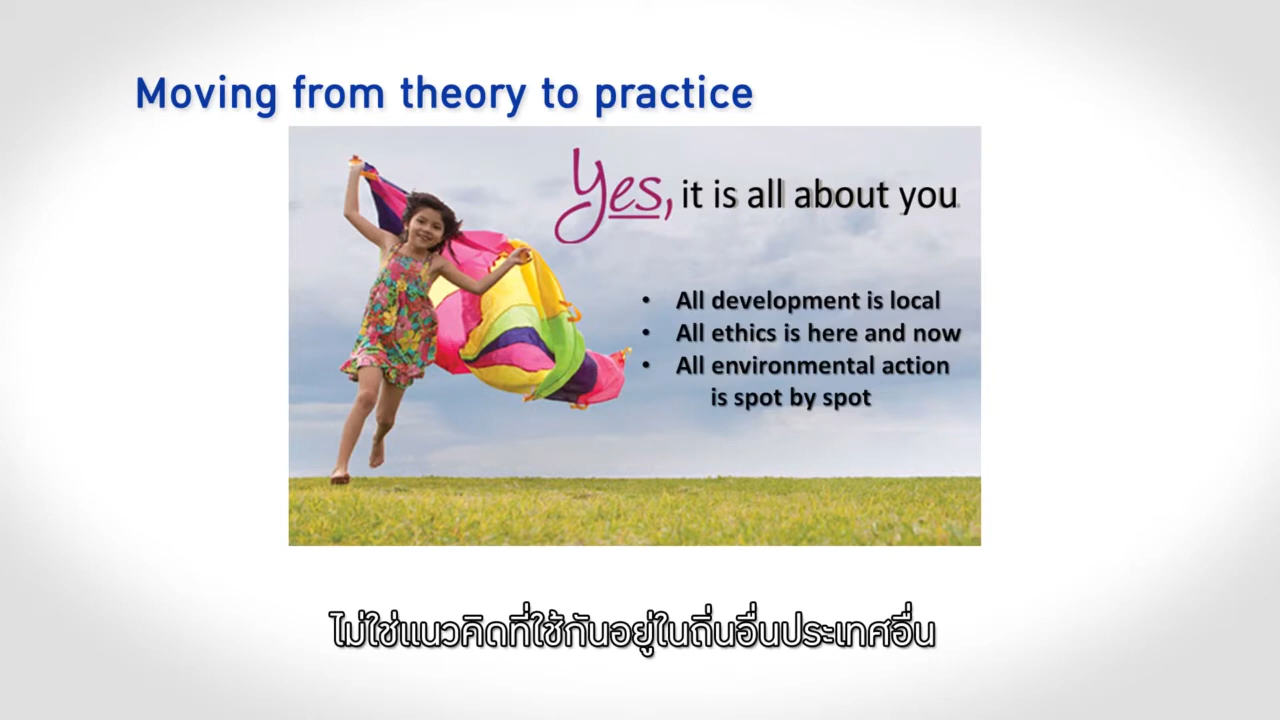 Moving from theory to practice
Yes, it is all about you
• All development is local
• All ethics is here and now
• All environmental action
is spot by spot
ไม่ใช่แนวคิดที่ใช้กันอยู่ในถิ่นอื่นประเทศอื่น